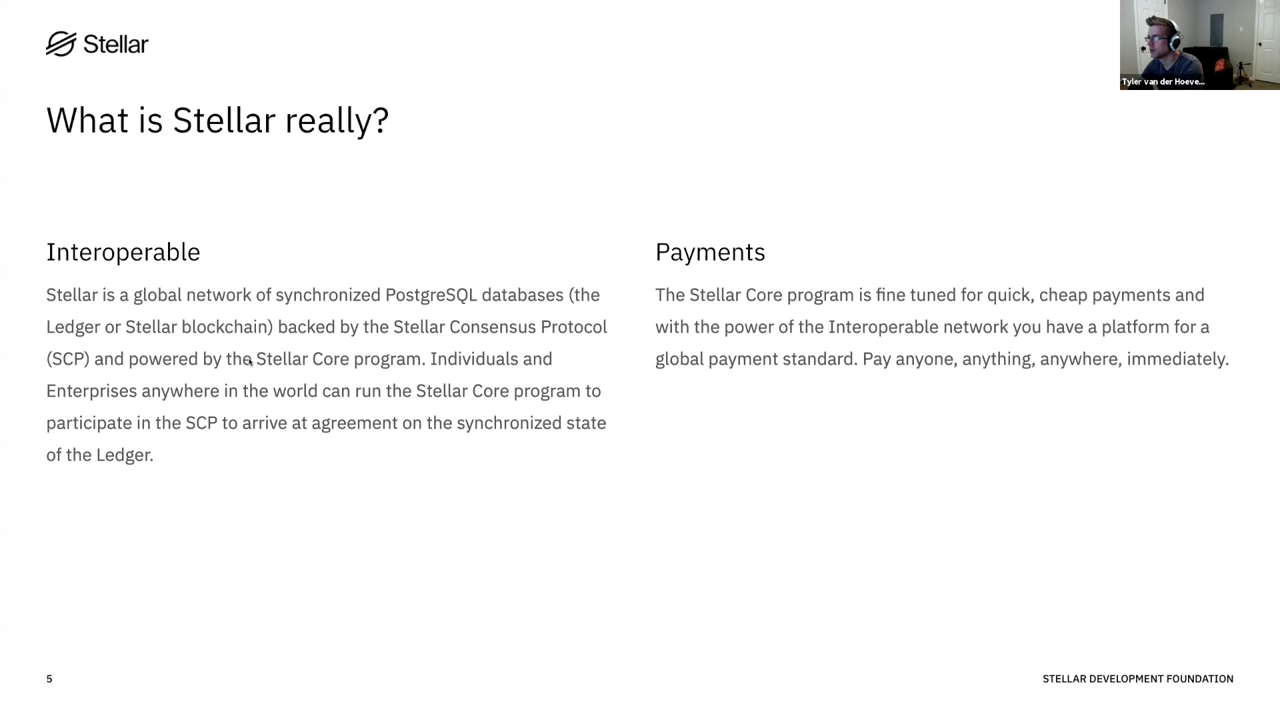 Stellar
Tyler van der Hoeve...
What is Stellar really?
Interoperable
Stellar is a global network of synchronized PostgreSQL databases (the
Ledger or Stellar blockchain) backed by the Stellar Consensus Protocol
(SCP) and powered by the Stellar Core program. Individuals and
Enterprises anywhere in the world can run the Stellar Core program to
participate in the SCP to arrive at agreement on the synchronized state
of the Ledger.
Payments
The Stellar Core program is fine tuned for quick, cheap payments and
with the power of the Interoperable network you have a platform for a
global payment standard. Pay anyone, anything, anywhere, immediately.
5
STELLAR DEVELOPMENT FOUNDATION